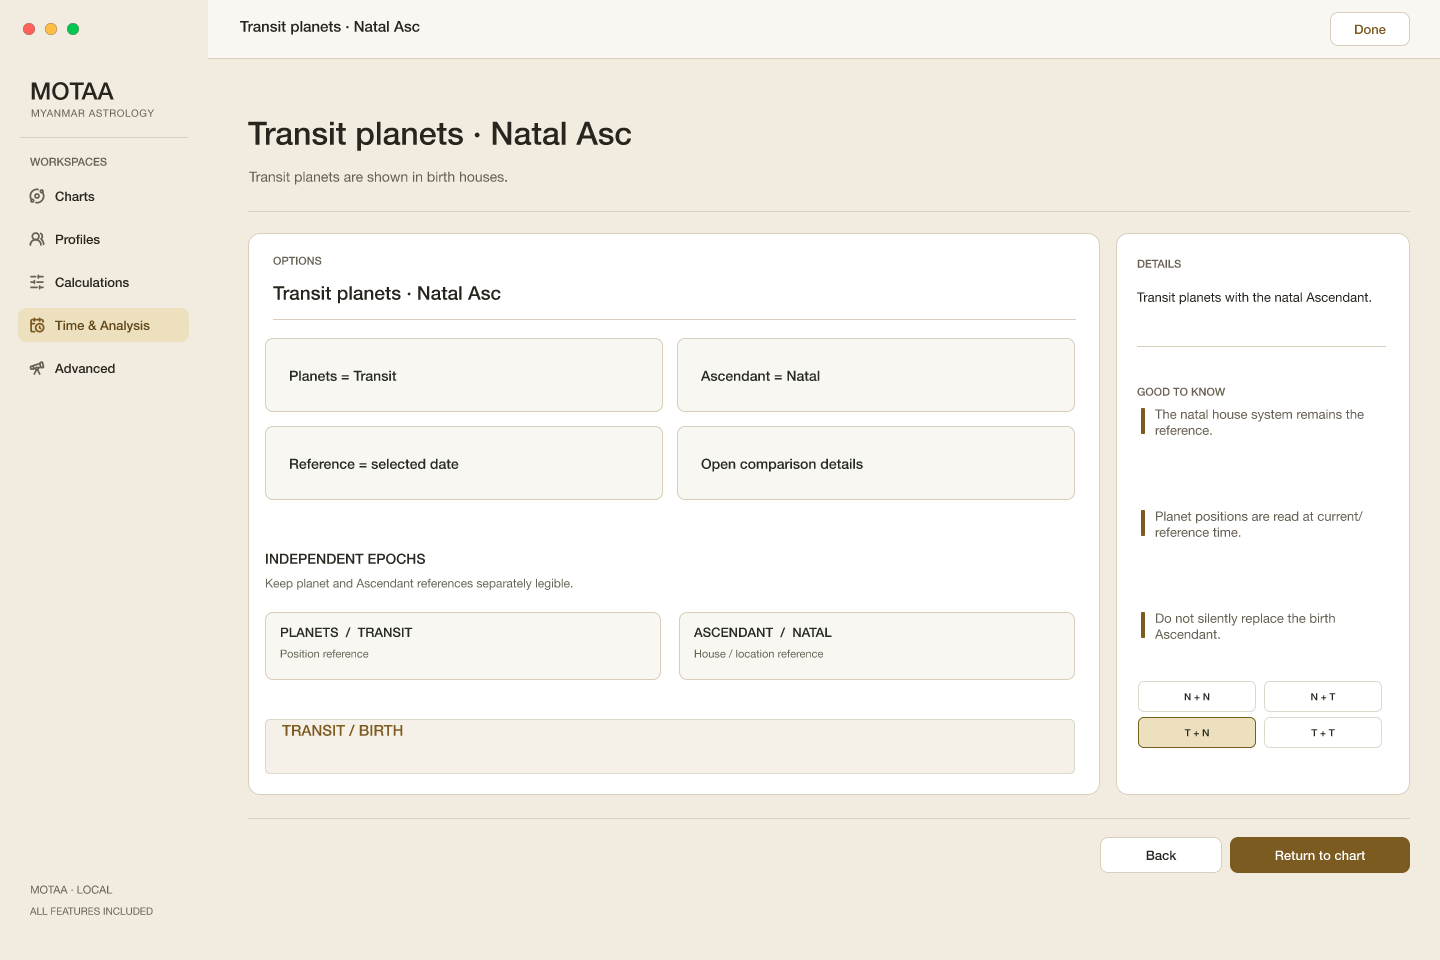 Transit planets · Natal Asc
Done
MOTAA
MYANMAR ASTROLOGY
WORKSPACES
Charts
Profiles
Calculations
Time & Analysis
Advanced
MOTAA · LOCAL
ALL FEATURES INCLUDED
Transit planets · Natal Asc
Transit planets are shown in birth houses.
OPTIONS
Transit planets · Natal Asc
Planets = Transit
Ascendant = Natal
Reference = selected date
Open comparison details
INDEPENDENT EPOCHS
Keep planet and Ascendant references separately legible.
PLANETS / TRANSIT
Position reference
ASCENDANT / NATAL
House / location reference
TRANSIT / BIRTH
DETAILS
Transit planets with the natal Ascendant.
GOOD TO KNOW
The natal house system remains the
reference.
Planet positions are read at current/
reference time.
Do not silently replace the birth
Ascendant.
N + N
N + T
T + N
T + T
Back
Return to chart